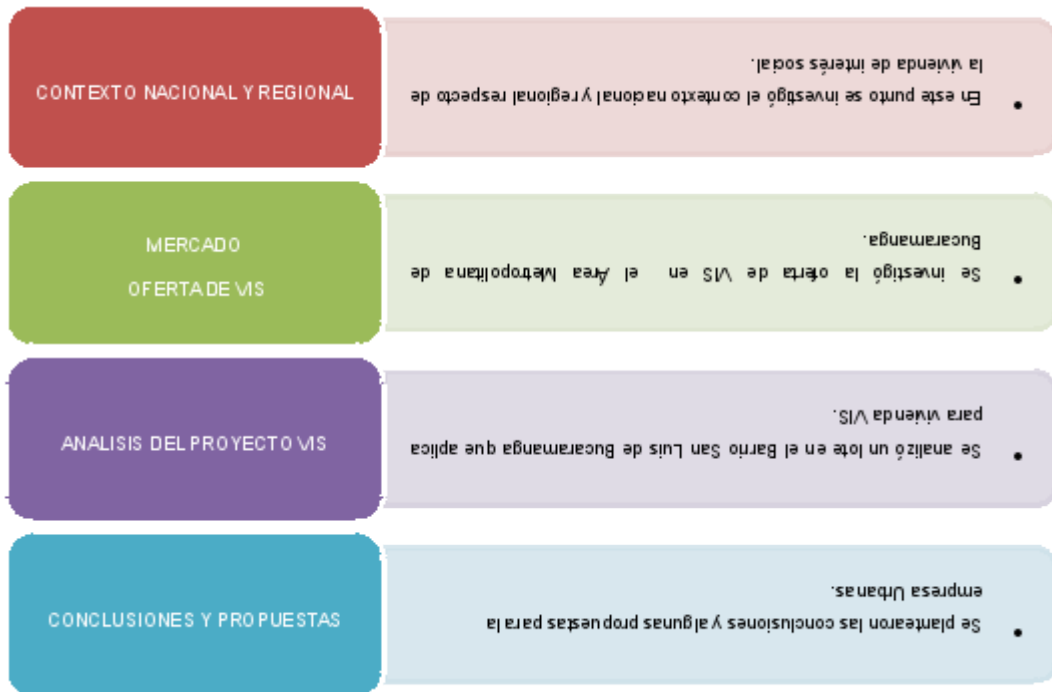 CONTEXTO NACIONAL Y REGIONAL
• En este punto se investigó el contexto nacional y regional respecto de
la vivienda de interés social.
MERCADO
OFERTA DE VIS
• Se investigó la oferta de VIS en el Área Metropolitana de
Bucaramanga.
ANALISIS DEL PROYECTO VIS
• Se analizó un lote en el Barrio San Luis de Bucaramanga que aplica
para vivienda VIS.
CONCLUSIONES Y PROPUESTAS
• Se plantearon las conclusiones y algunas propuestas para la
empresa Urbanas.